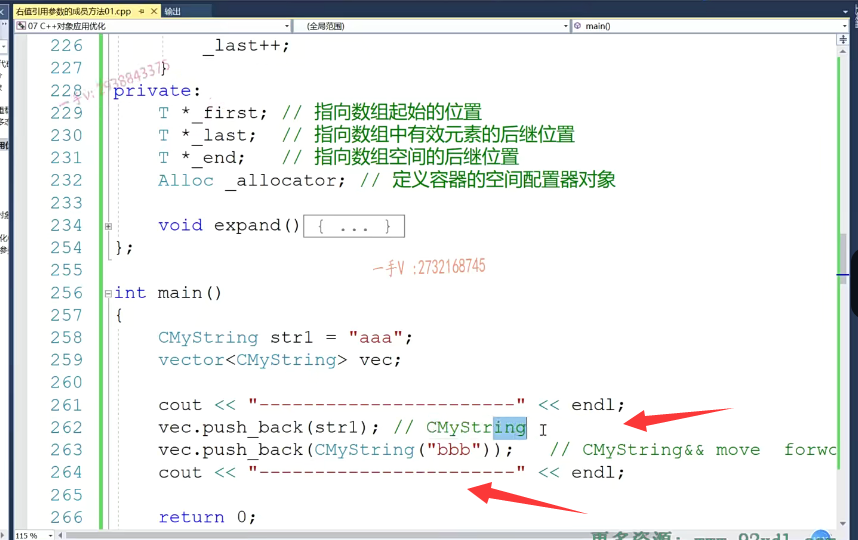 右值引用参数的成员方法01.cpp 输出
07 C++对象应用优化 (全局范围) main()
226 _last++;
227 }
228 private:
229 T *_first; // 指向数组起始的位置
230 T *_last; // 指向数组中有效元素的后继位置
231 T *_end; // 指向数组空间的后继位置
232 Alloc _allocator; // 定义容器的空间配置器对象
233
234 void expand(){ ... }
254 };
255
一手V :2732168745
256 int main()
257 {
258 CMyString str1 = "aaa";
259 vector<CMyString> vec;
260
261 cout << "-----------------------" << endl;
262 vec.push_back(str1); // CMyString
263 vec.push_back(CMyString("bbb")); // CMyString&& move forwa
264 cout << "-----------------------" << endl;
265
266 return 0;
115 %